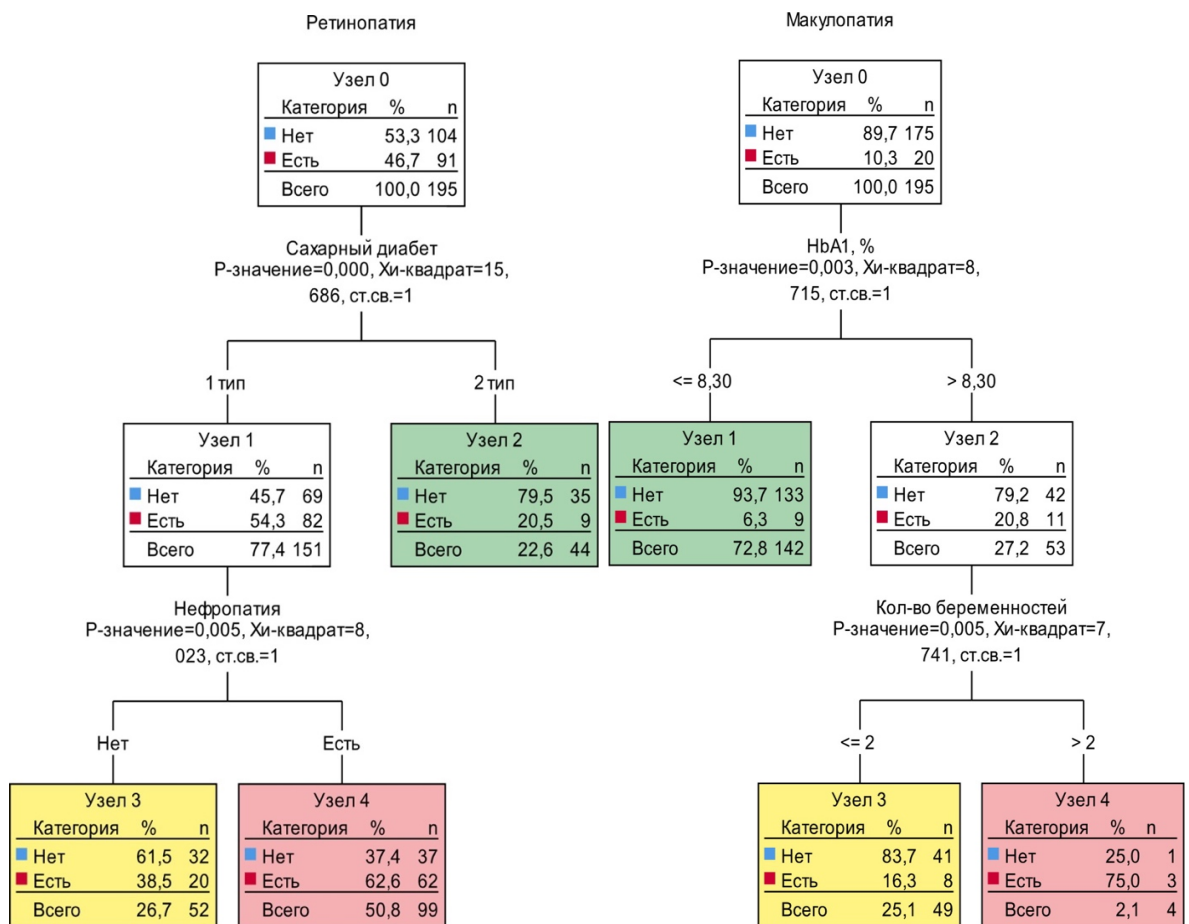 Ретинопатия
Узел 0
Категория % n
Нет 53,3 104
Есть 46,7 91
Всего 100,0 195
Сахарный диабет
Р-значение=0,000, Хи-квадрат=15,
686, ст.св.=1
1 тип
2 тип
Узел 1
Категория % n
Нет 45,7 69
Есть 54,3 82
Всего 77,4 151
Узел 2
Категория % n
Нет 79,5 35
Есть 20,5 9
Всего 22,6 44
Нефропатия
Р-значение=0,005, Хи-квадрат=8,
023, ст.св.=1
Нет
Есть
Узел 3
Категория % n
Нет 61,5 32
Есть 38,5 20
Всего 26,7 52
Узел 4
Категория % n
Нет 37,4 37
Есть 62,6 62
Всего 50,8 99
Макулопатия
Узел 0
Категория % n
Нет 89,7 175
Есть 10,3 20
Всего 100,0 195
HbA1, %
Р-значение=0,003, Хи-квадрат=8,
715, ст.св.=1
<= 8,30
> 8,30
Узел 1
Категория % n
Нет 93,7 133
Есть 6,3 9
Всего 72,8 142
Узел 2
Категория % n
Нет 79,2 42
Есть 20,8 11
Всего 27,2 53
Кол-во беременностей
Р-значение=0,005, Хи-квадрат=7,
741, ст.св.=1
<= 2
> 2
Узел 3
Категория % n
Нет 83,7 41
Есть 16,3 8
Всего 25,1 49
Узел 4
Категория % n
Нет 25,0 1
Есть 75,0 3
Всего 2,1 4